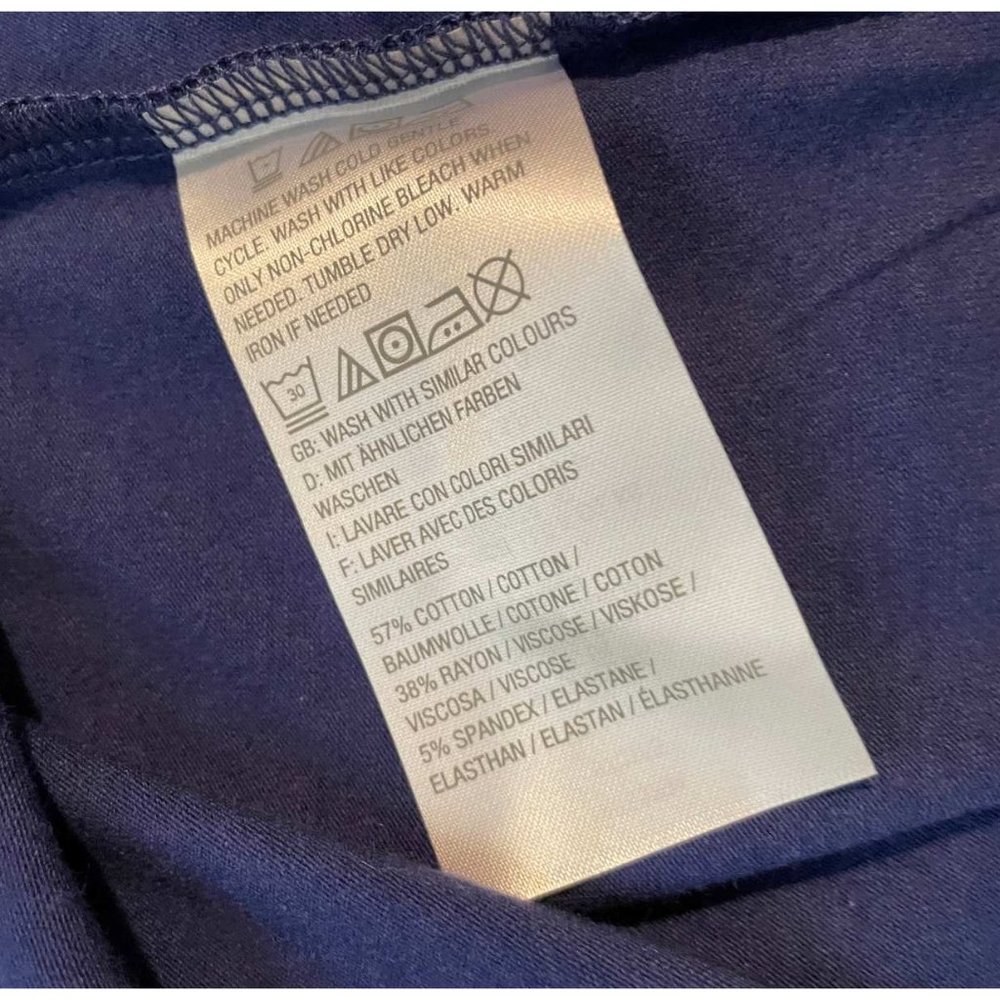 MACHINE WASH COLD GENTLE
CYCLE. WASH WITH LIKE COLORS.
ONLY NON-CHLORINE BLEACH WHEN
NEEDED. TUMBLE DRY LOW. WARM
IRON IF NEEDED
30
GB: WASH WITH SIMILAR COLOURS
D: MIT ÄHNLICHEN FARBEN
WASCHEN
I: LAVARE CON COLORI SIMILARI
F: LAVER AVEC DES COLORIS
SIMILAIRES
57% COTTON / COTTON /
BAUMWOLLE / COTONE / COTON
38% RAYON / VISCOSE / VISKOSE /
VISCOSA / VISCOSE
5% SPANDEX / ELASTANE /
ELASTHAN / ELASTAN / ÉLASTHANNE